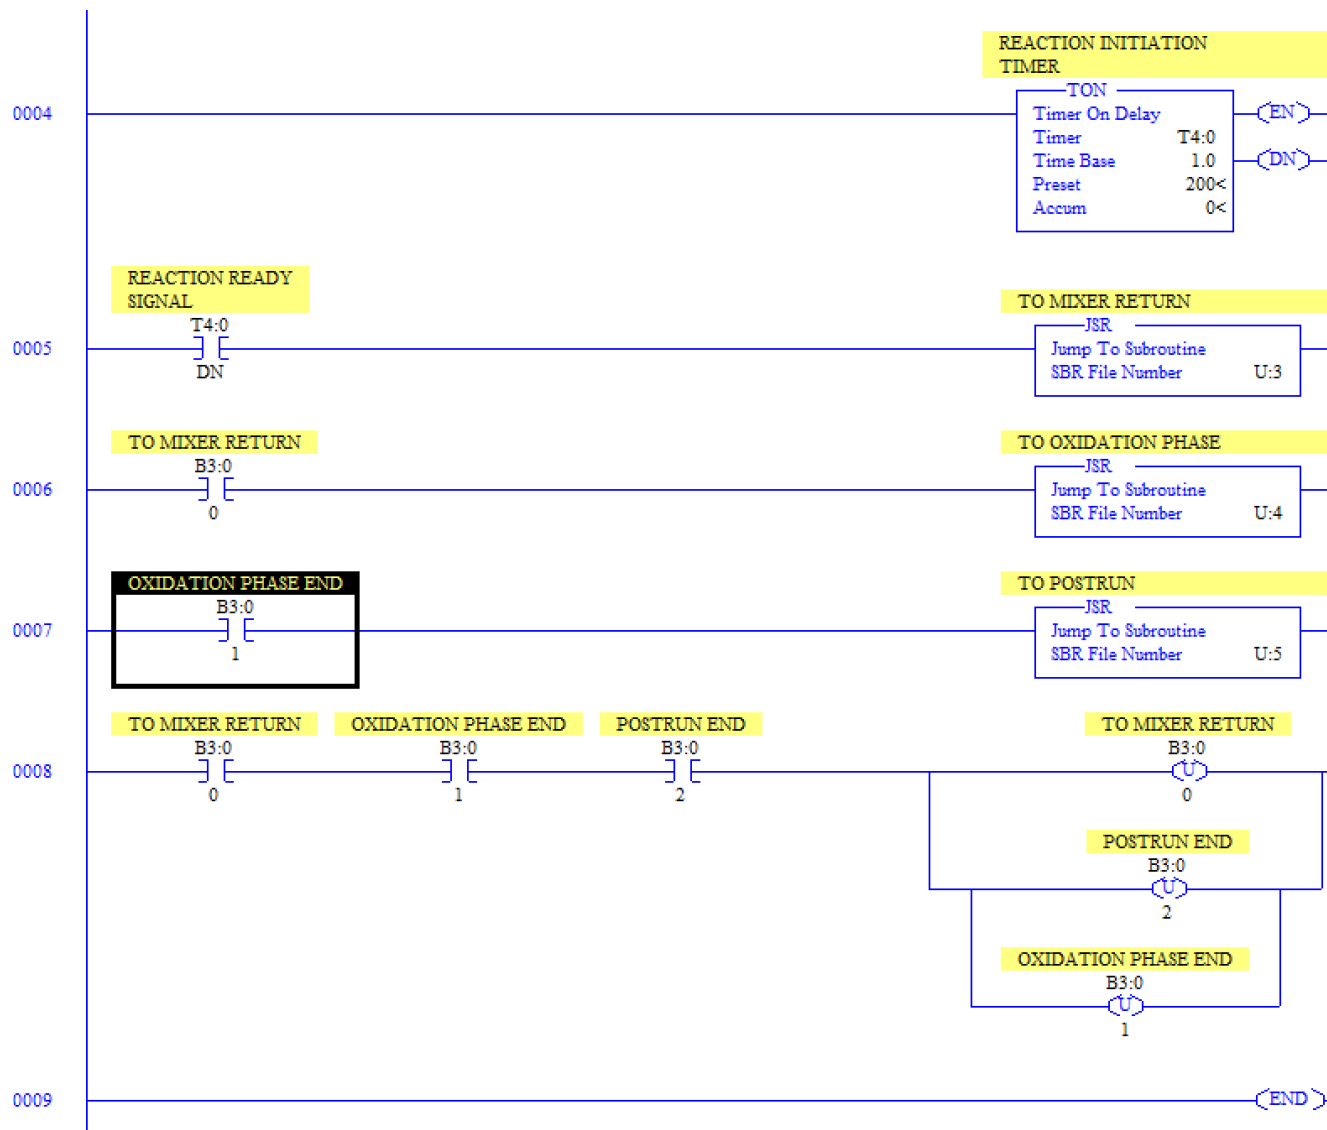 REACTION INITIATION
TIMER
TON
0004
Timer On Delay
EN
Timer T4:0
Time Base 1.0
DN
Preset 200<
Accum 0<
REACTION READY
SIGNAL
TO MIXER RETURN
T4:0
JSR
0005
Jump To Subroutine
DN
SBR File Number U:3
TO MIXER RETURN
TO OXIDATION PHASE
B3:0
JSR
0006
Jump To Subroutine
0
SBR File Number U:4
OXIDATION PHASE END
TO POSTRUN
B3:0
JSR
0007
Jump To Subroutine
1
SBR File Number U:5
TO MIXER RETURN OXIDATION PHASE END POSTRUN END TO MIXER RETURN
B3:0 B3:0 B3:0 B3:0
0008 U
0 1 2 0
POSTRUN END
B3:0
U
2
OXIDATION PHASE END
B3:0
U
1
0009 END